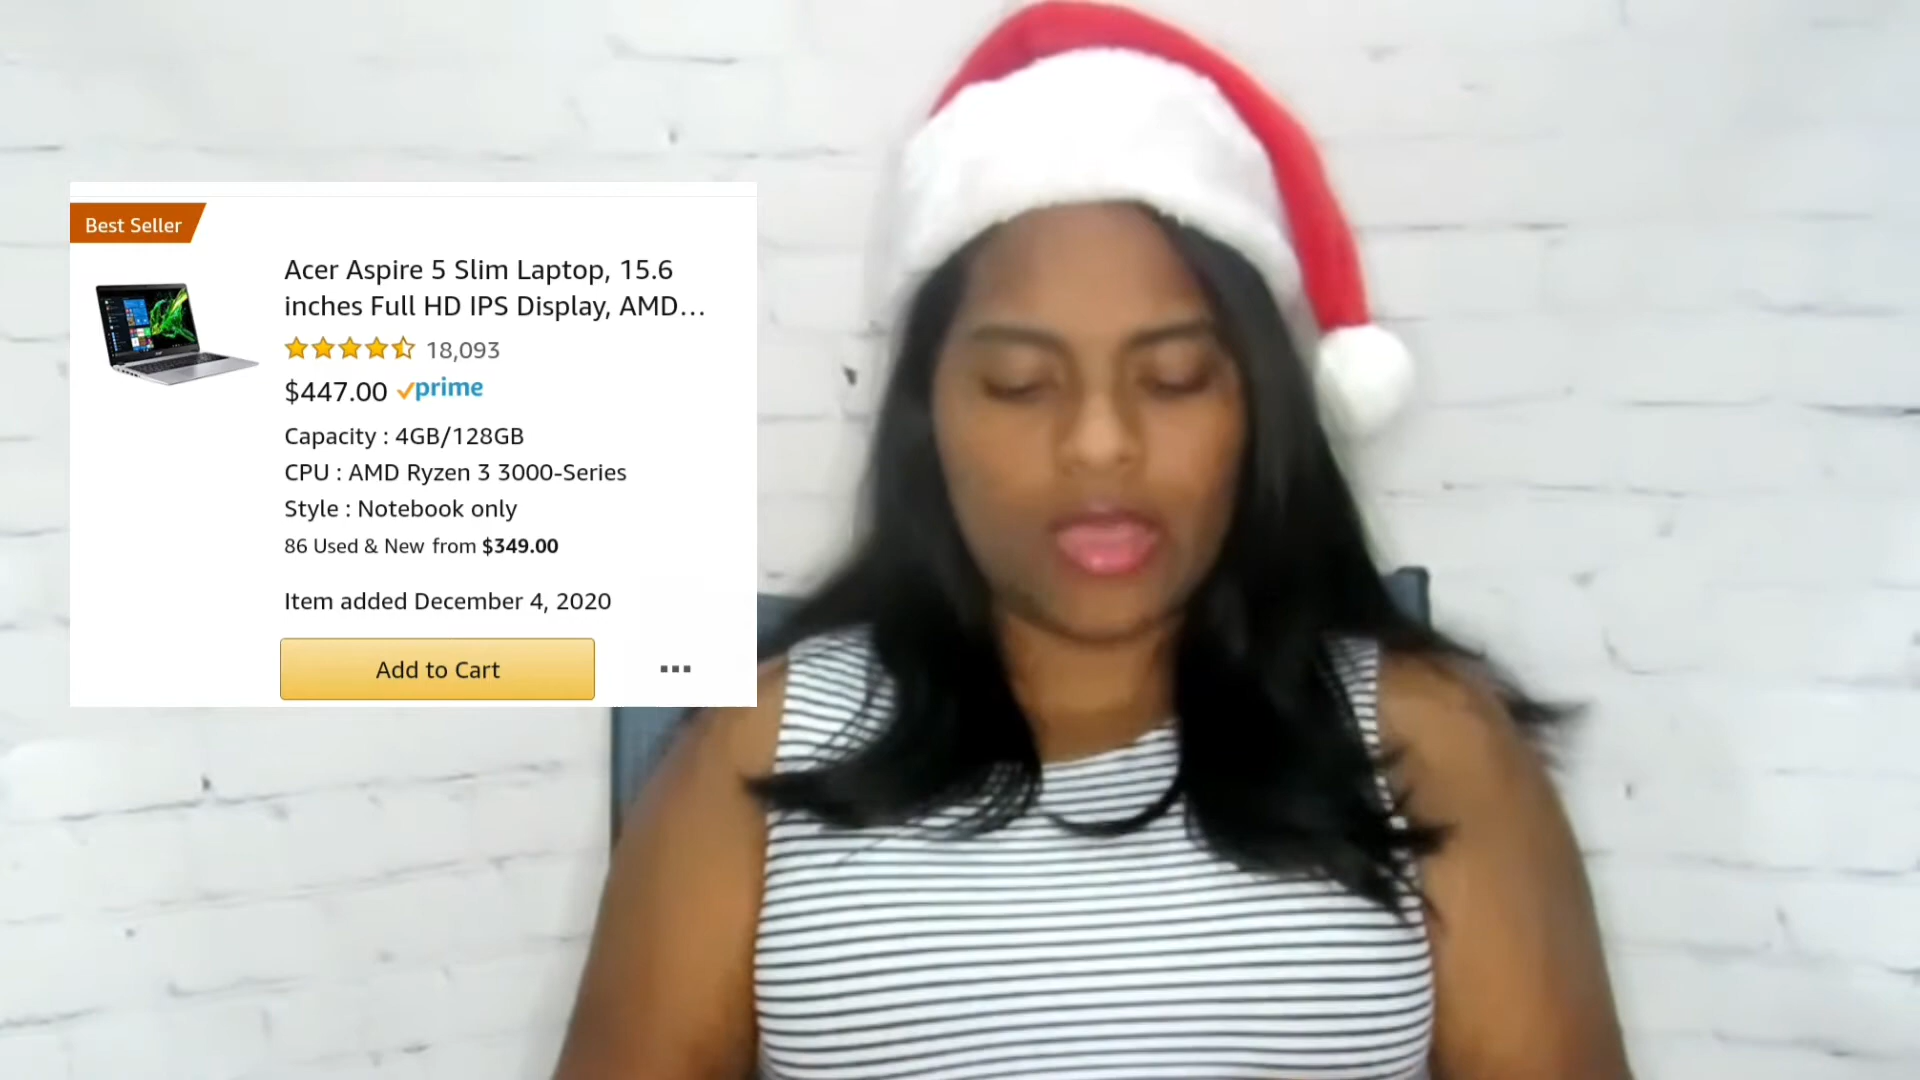 Best Seller
Acer Aspire 5 Slim Laptop, 15.6
inches Full HD IPS Display, AMD...
18,093
$447.00 prime
Capacity : 4GB/128GB
CPU : AMD Ryzen 3 3000-Series
Style : Notebook only
86 Used & New from $349.00
Item added December 4, 2020
Add to Cart